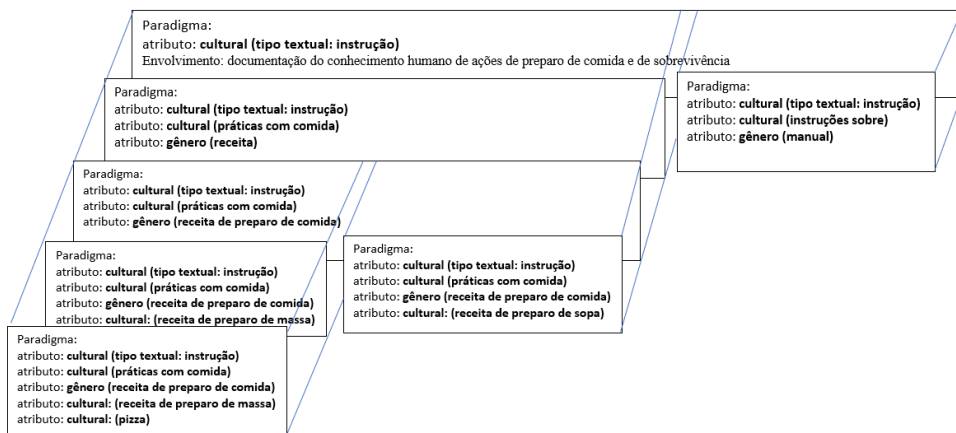 Paradigma:
atributo: cultural (tipo textual: instrução)
Envolvimento: documentação do conhecimento humano de ações de preparo de comida e de sobrevivência
Paradigma:
atributo: cultural (tipo textual: instrução)
atributo: cultural (práticas com comida)
atributo: gênero (receita)
Paradigma:
atributo: cultural (tipo textual: instrução)
atributo: cultural (instruções sobre)
atributo: gênero (manual)
Paradigma:
atributo: cultural (tipo textual: instrução)
atributo: cultural (práticas com comida)
atributo: gênero (receita de preparo de comida)
Paradigma:
atributo: cultural (tipo textual: instrução)
atributo: cultural (práticas com comida)
atributo: gênero (receita de preparo de comida)
atributo: cultural: (receita de preparo de massa)
Paradigma:
atributo: cultural (tipo textual: instrução)
atributo: cultural (práticas com comida)
atributo: gênero (receita de preparo de comida)
atributo: cultural: (receita de preparo de sopa)
Paradigma:
atributo: cultural (tipo textual: instrução)
atributo: cultural (práticas com comida)
atributo: gênero (receita de preparo de comida)
atributo: cultural: (receita de preparo de massa)
atributo: cultural: (pizza)